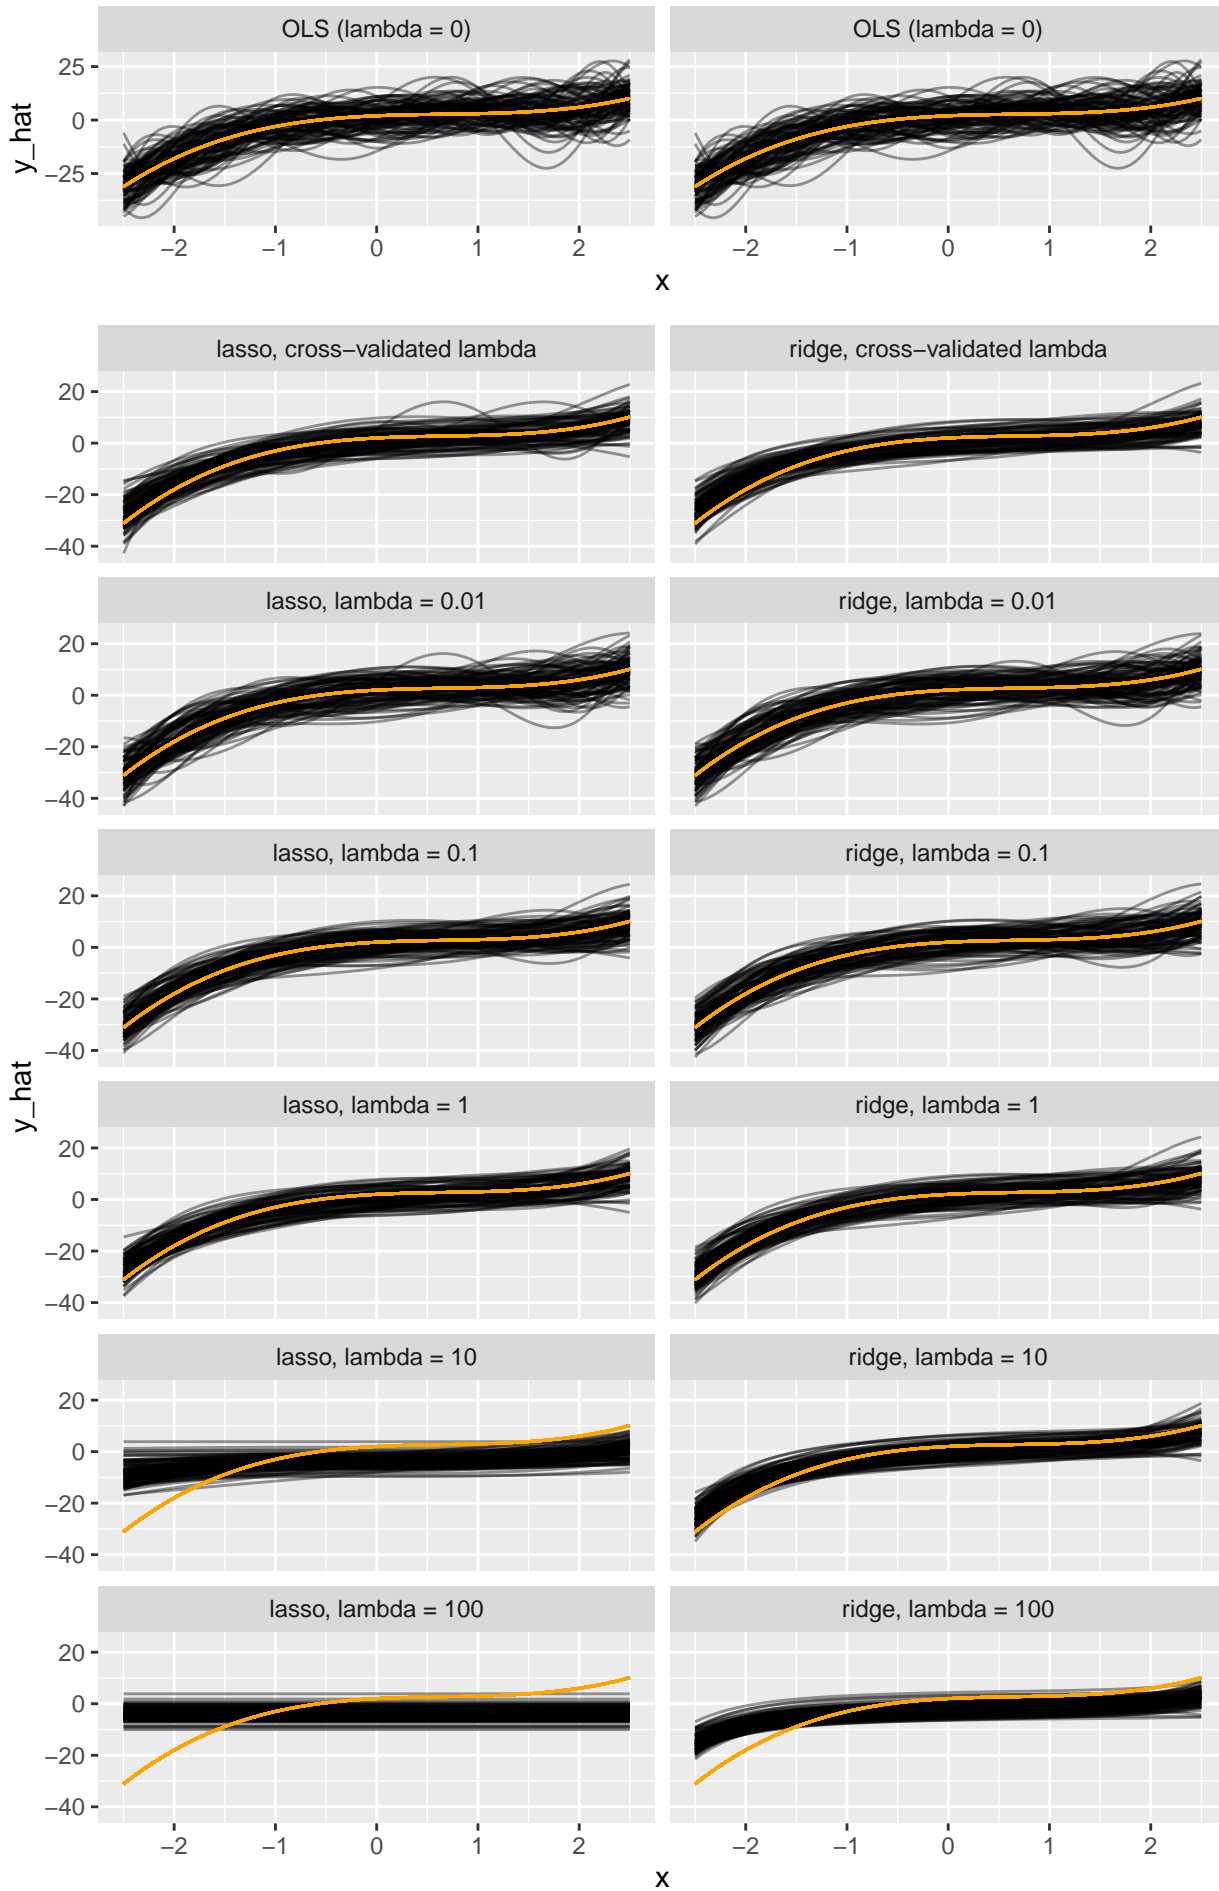 OLS (lambda = 0) OLS (lambda = 0)
25
0
−25
y_hat
−2 −1 0 1 2 −2 −1 0 1 2
x
lasso, cross−validated lambda ridge, cross−validated lambda
20
0
−20
−40
lasso, lambda = 0.01 ridge, lambda = 0.01
20
0
−20
−40
lasso, lambda = 0.1 ridge, lambda = 0.1
20
0
−20
−40
y_hat
lasso, lambda = 1 ridge, lambda = 1
20
0
−20
−40
lasso, lambda = 10 ridge, lambda = 10
20
0
−20
−40
lasso, lambda = 100 ridge, lambda = 100
20
0
−20
−40
−2 −1 0 1 2 −2 −1 0 1 2
x